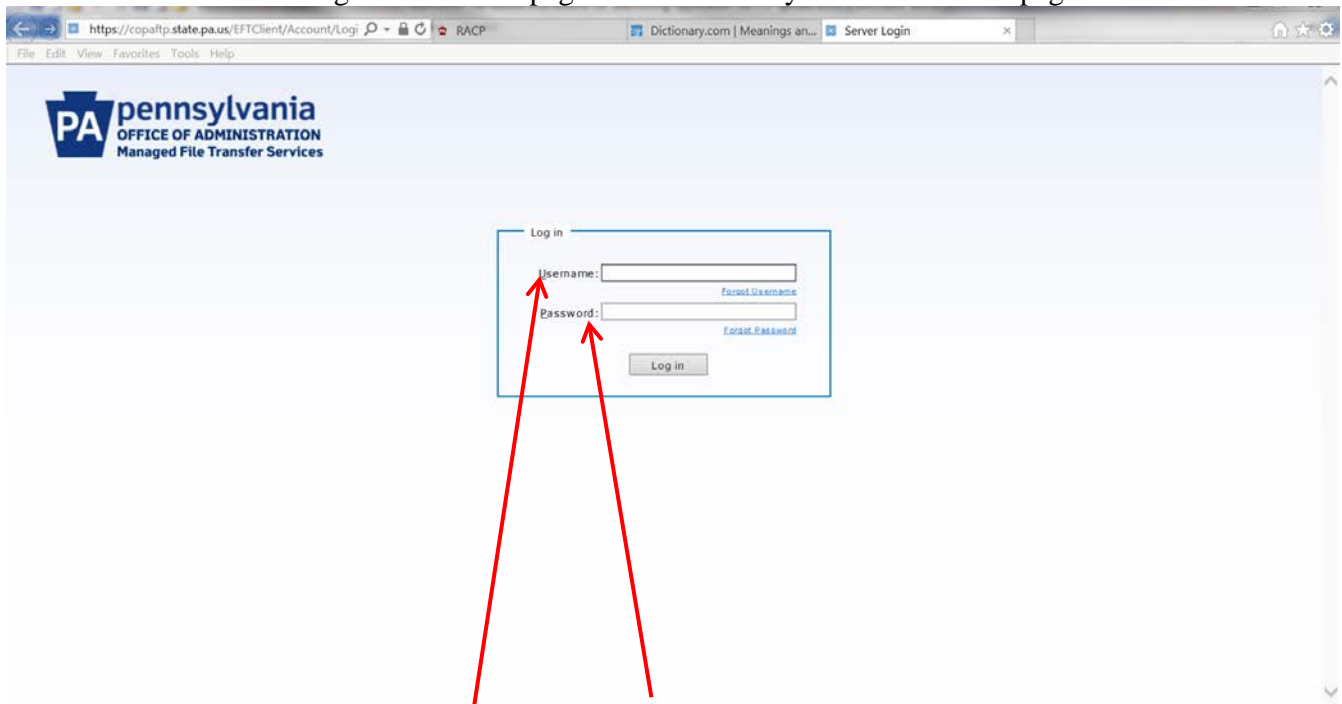 https://copaftp.state.pa.us/EFTClient/Account/Logi
RACP
Dictionary.com | Meanings an...
Server Login
File Edit View Favorites Tools Help
PA
pennsylvania
OFFICE OF ADMINISTRATION
Managed File Transfer Services
Log in
Username:
Forgot Username
Password:
Forgot Password
Log in